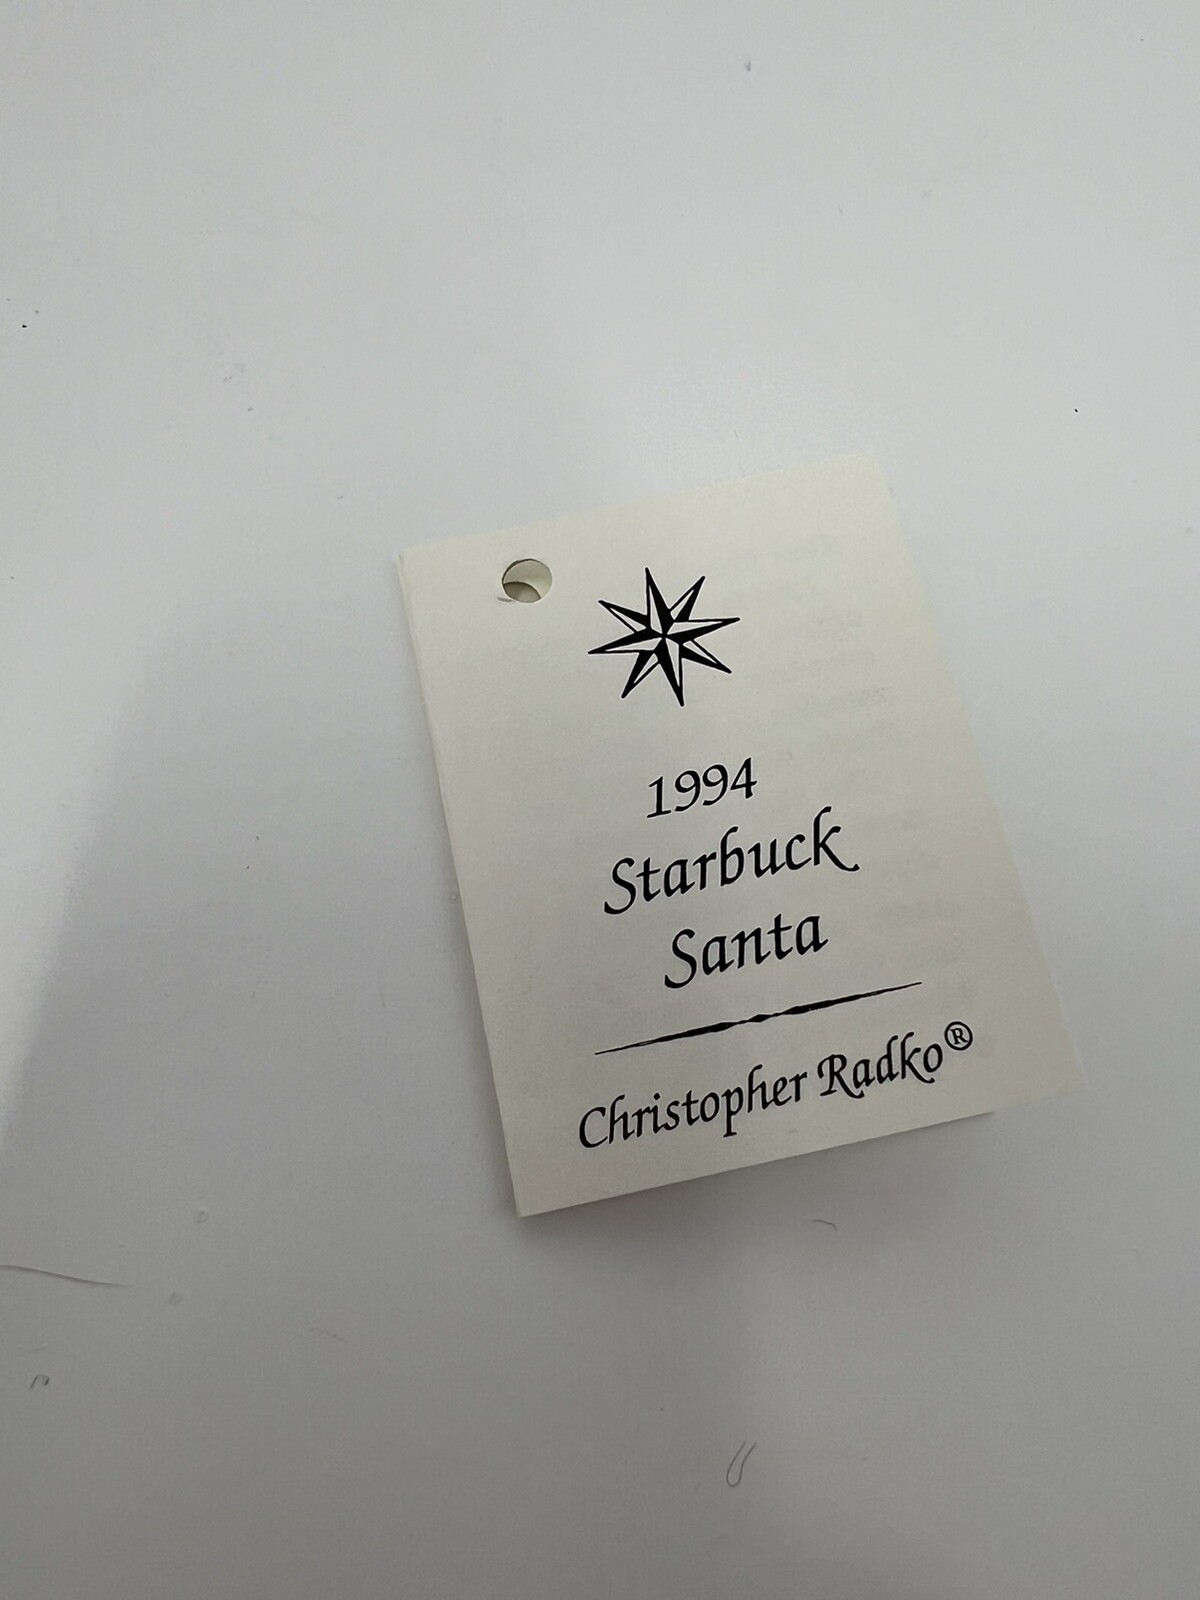 1994
Starbuck
Santa
Christopher Radko®